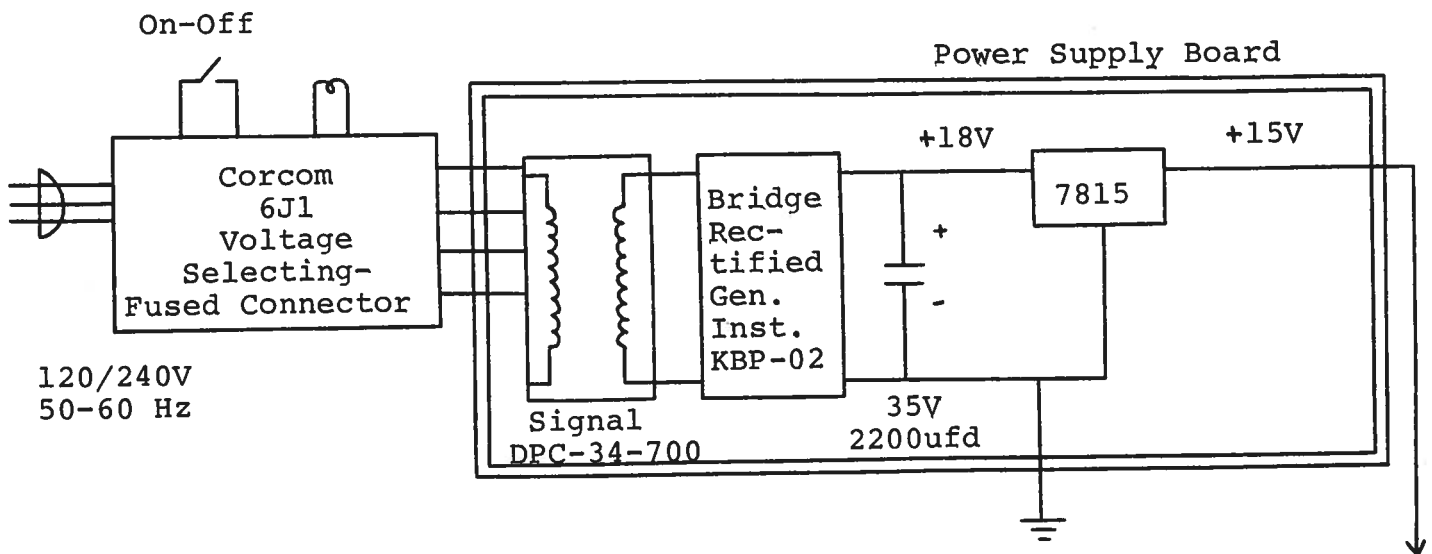 On-Off
Power Supply Board
+18V
+15V
Corcom
6J1
Voltage
Selecting-
Fused Connector
Bridge
Rec-
tified
Gen.
Inst.
KBP-02
7815
+
-
120/240V
50-60 Hz
Signal
DPC-34-700
35V
2200ufd